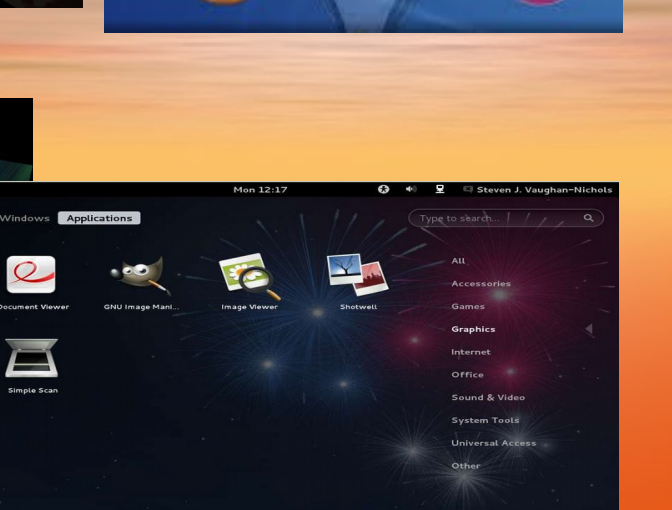 Mon 12:17 Steven J. Vaughan-Nichols
Windows Applications Type to search...
All
Accessories
Document Viewer GNU Image Mani... Image Viewer Shotwell Games
Graphics
Internet
Office
Simple Scan
Sound & Video
System Tools
Universal Access
Other